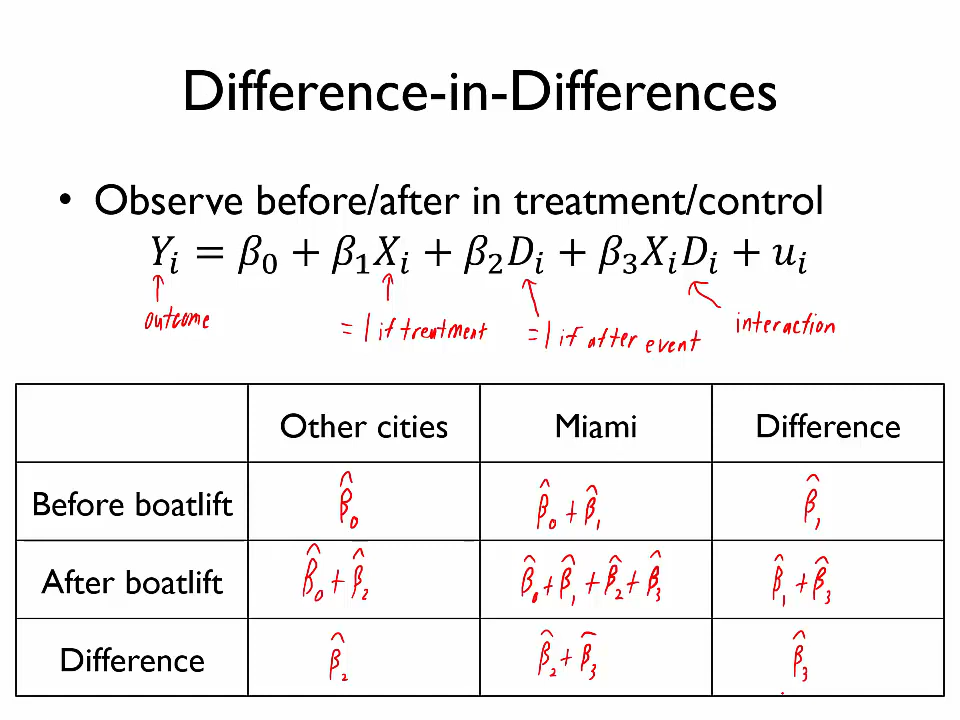 Difference-in-Differences
• Observe before/after in treatment/control
Yᵢ = β₀ + β₁Xᵢ + β₂Dᵢ + β₃XᵢDᵢ + uᵢ
outcome = 1 if treatment = 1 if after event interaction
Other cities Miami Difference
Before boatlift β̂₀ β̂₀ + β̂₁ β̂₁
After boatlift β̂₀ + β̂₂ β̂₀ + β̂₁ + β̂₂ + β̂₃ β̂₁ + β̂₃
Difference β̂₂ β̂₂ + β̂₃ β̂₃